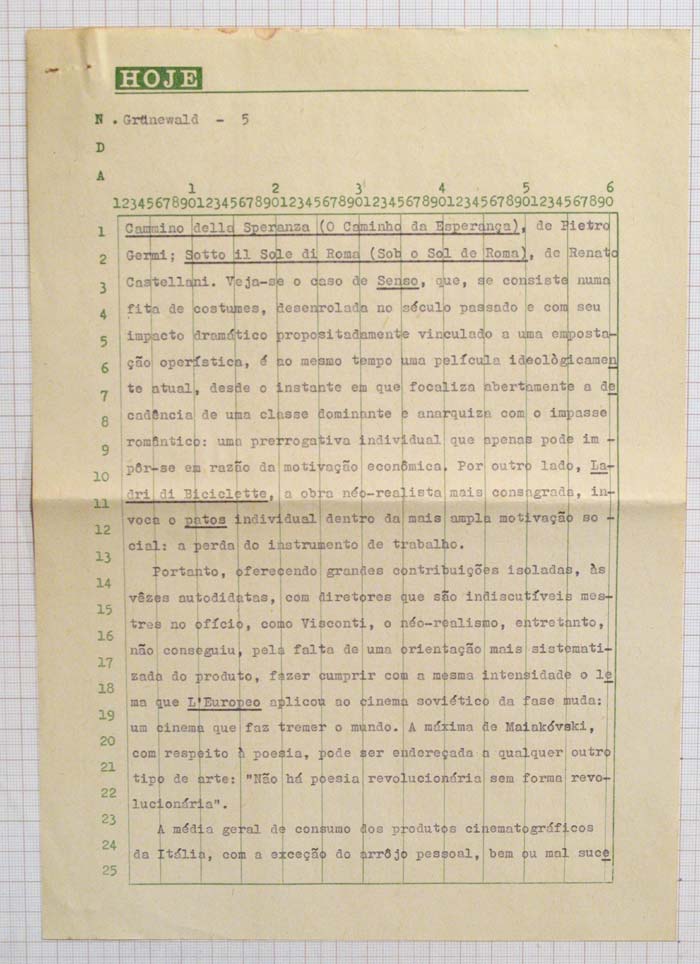 HOJE
N . Grünewald - 5
D
A
1 2 3 4 5 6
123456789012345678901234567890123456789012345678901234567890
1 Cammino della Speranza (O Caminho da Esperança), de Pietro
2 Germi; Sotto il Sole di Roma (Sob o Sol de Roma), de Renato
3 Castellani. Veja-se o caso de Senso, que, se consiste numa
4 fita de costumes, desenrolada no século passado e com seu
5 impacto dramático propositadamente vinculado a uma emposta-
6 ção operística, é ao mesmo tempo uma película ideològicamen
7 te atual, desde o instante em que focaliza abertamente a de
8 cadência de uma classe dominante e anarquiza com o impasse
9 romântico: uma prerrogativa individual que apenas pode im -
10 pôr-se em razão da motivação econômica. Por outro lado, La-
11 dri di Biciclette, a obra néo-realista mais consagrada, in-
12 voca o patos individual dentro da mais ampla motivação so -
13 cial: a perda do instrumento de trabalho.
14 Portanto, oferecendo grandes contribuições isoladas, às
15 vêzes autodidatas, com diretores que são indiscutíveis mes-
16 tres no ofício, como Visconti, o néo-realismo, entretanto,
17 não conseguiu, pela falta de uma orientação mais sistemati-
18 zada do produto, fazer cumprir com a mesma intensidade o le
19 ma que L'Europeo aplicou ao cinema soviético da fase muda:
20 um cinema que faz tremer o mundo. A máxima de Maiakóvski,
21 com respeito à poesia, pode ser endereçada a qualquer outro
22 tipo de arte: "Não há poesia revolucionária sem forma revo-
23 lucionária".
24 A média geral de consumo dos produtos cinematográficos
25 da Itália, com a exceção do arrôjo pessoal, bem ou mal suce